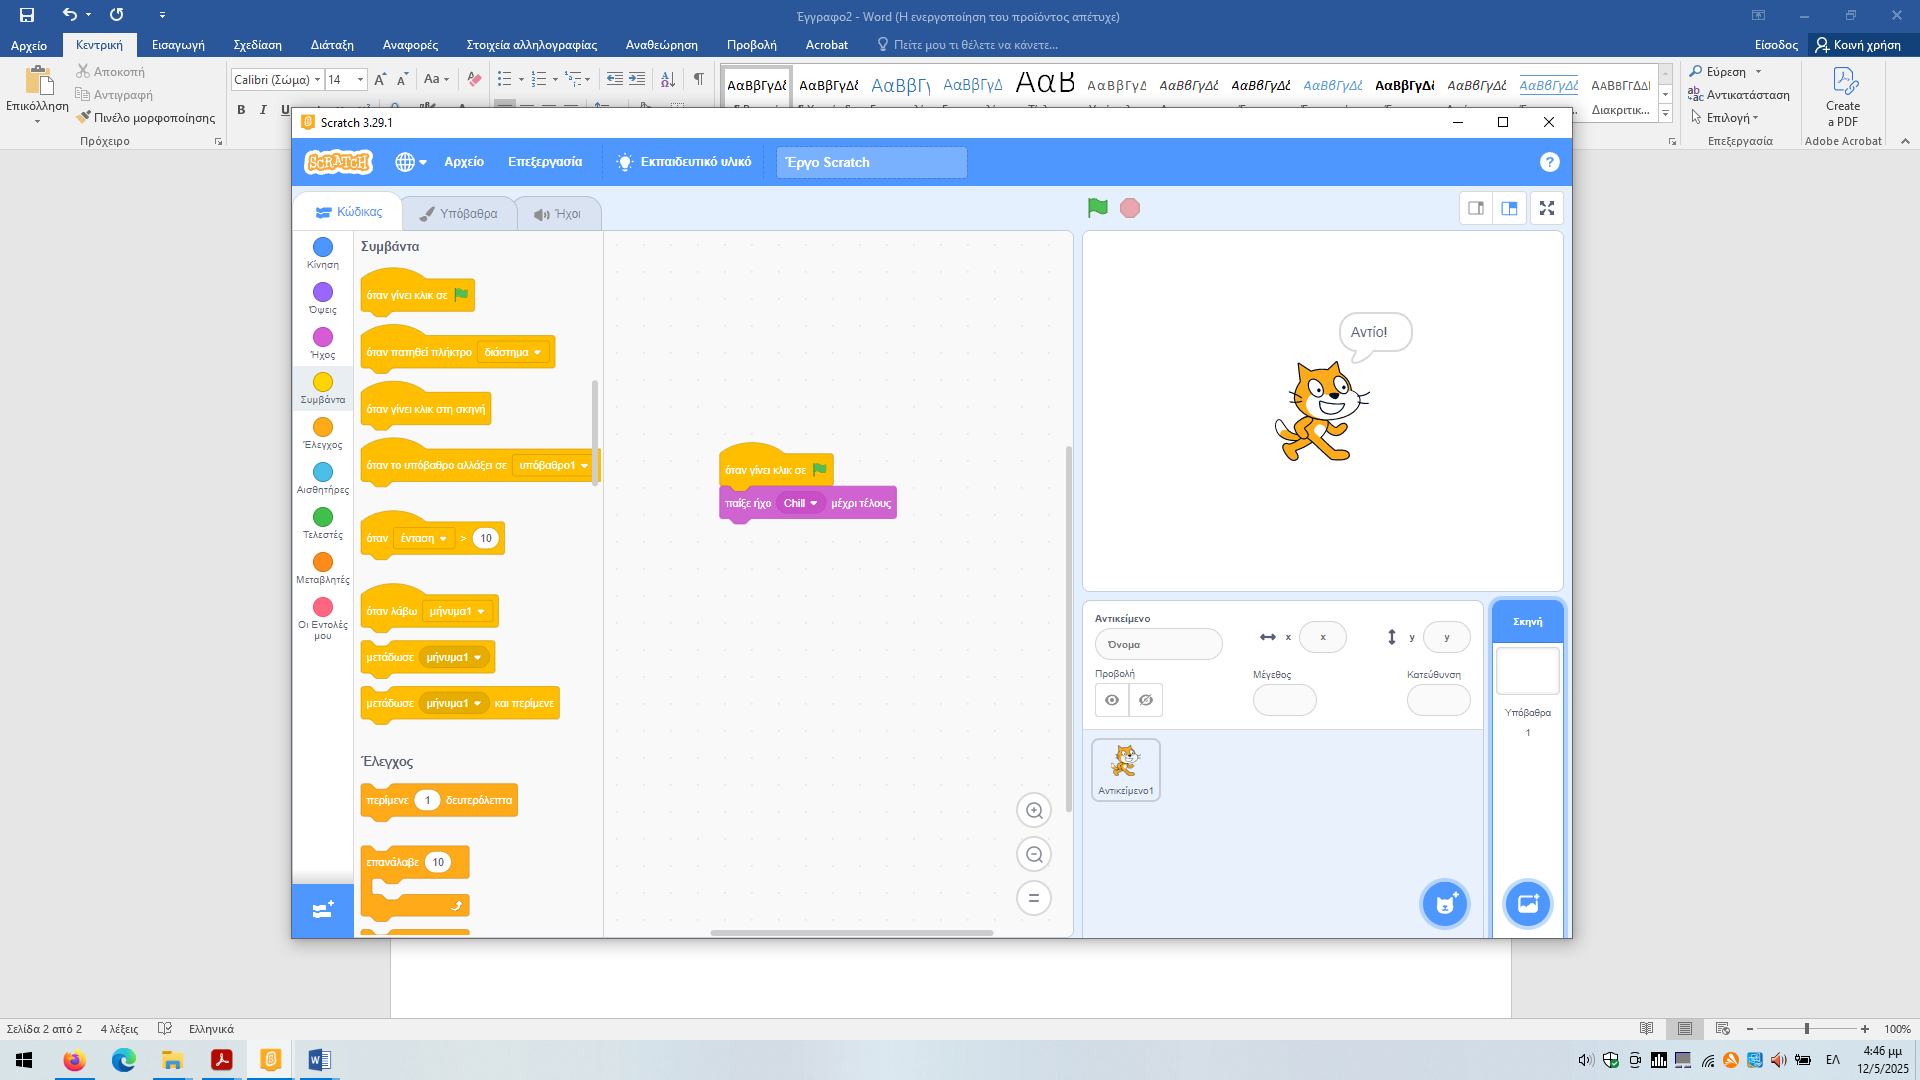 Έγγραφο2 - Word (Η ενεργοποίηση του προϊόντος απέτυχε)
Αρχείο Κεντρική Εισαγωγή Σχεδίαση Διάταξη Αναφορές Στοιχεία αλληλογραφίας Αναθεώρηση Προβολή Acrobat Πείτε μου τι θέλετε να κάνετε... Είσοδος Κοινή χρήση
Επικόλληση
Αποκοπή
Αντιγραφή
Πινέλο μορφοποίησης
Πρόχειρο
Calibri (Σώμα) 14
Εύρεση
Αντικατάσταση
Επιλογή
Επεξεργασία
Create a PDF
Adobe Acrobat
Διακριτικ...
Scratch 3.29.1
SCRATCH Αρχείο Επεξεργασία Εκπαιδευτικό υλικό Έργο Scratch
Κώδικας Υπόβαθρα Ήχοι
Κίνηση
Όψεις
Ήχος
Συμβάντα
Έλεγχος
Αισθητήρες
Τελεστές
Μεταβλητές
Οι Εντολές μου
Συμβάντα
όταν γίνει κλικ σε
όταν πατηθεί πλήκτρο διάστημα
όταν γίνει κλικ στη σκηνή
όταν το υπόβαθρο αλλάξει σε υπόβαθρο1
όταν ένταση > 10
όταν λάβω μήνυμα1
μετάδωσε μήνυμα1
μετάδωσε μήνυμα1 και περίμενε
Έλεγχος
περίμενε 1 δευτερόλεπτα
επανάλαβε 10
όταν γίνει κλικ σε
παίξε ήχο Chill μέχρι τέλους
Αντίο!
Αντικείμενο
Όνομα
x x
y y
Προβολή
Μέγεθος
Κατεύθυνση
Αντικείμενο1
Σκηνή
Υπόβαθρα
1
Σελίδα 2 από 2 4 λέξεις Ελληνικά
100%
ΕΛ
4:46 μμ
12/5/2025